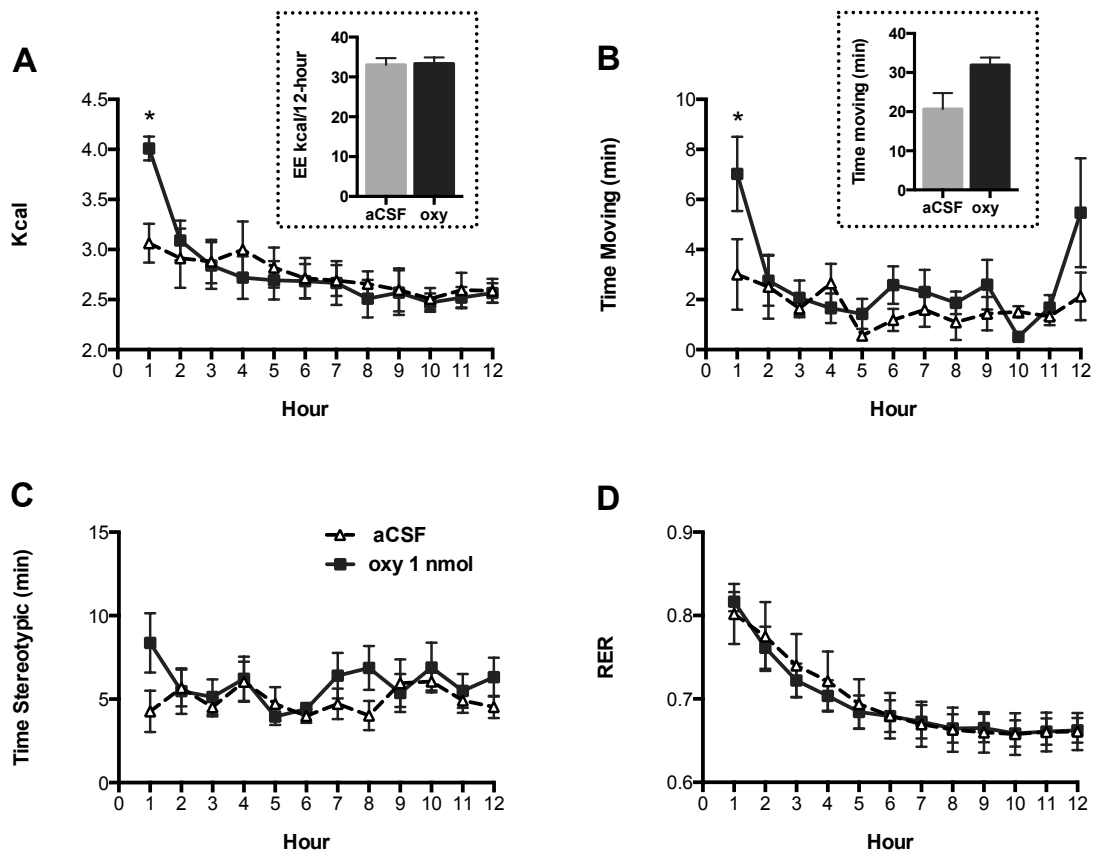 A
Kcal
4.5
4.0
3.5
3.0
2.5
2.0
0 1 2 3 4 5 6 7 8 9 10 11 12
Hour
*
EE kcal/12-hour
40
30
20
10
0
aCSF oxy
B
Time Moving (min)
10
8
6
4
2
0
0 1 2 3 4 5 6 7 8 9 10 11 12
Hour
*
Time moving (min)
40
30
20
10
0
aCSF oxy
C
Time Stereotypic (min)
15
10
5
0
0 1 2 3 4 5 6 7 8 9 10 11 12
Hour
aCSF
oxy 1 nmol
D
RER
0.9
0.8
0.7
0.6
0 1 2 3 4 5 6 7 8 9 10 11 12
Hour